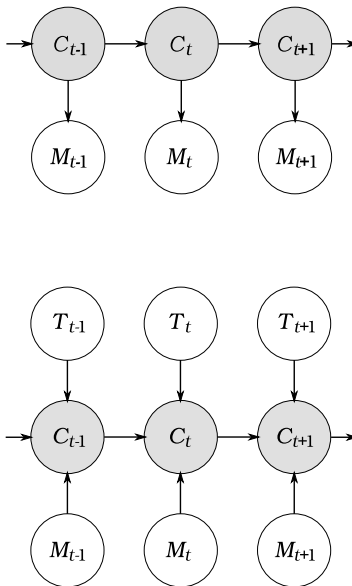 C_{t-1} C_t C_{t+1}
M_{t-1} M_t M_{t+1}
T_{t-1} T_t T_{t+1}
C_{t-1} C_t C_{t+1}
M_{t-1} M_t M_{t+1}